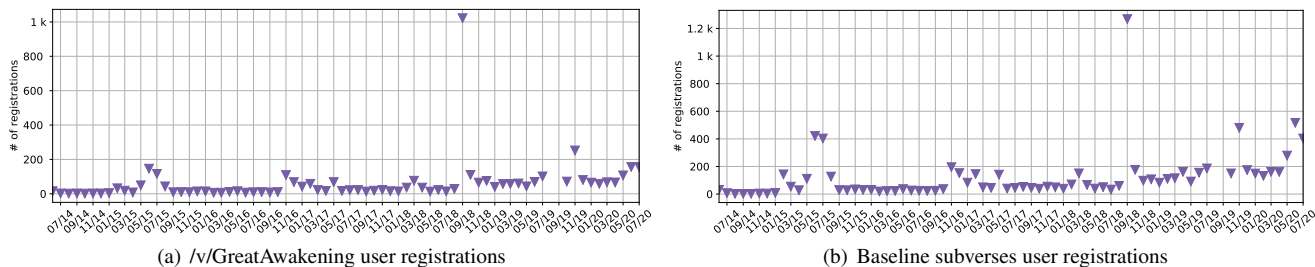 1 k
800
600
400
200
0
# of registrations
07/14 09/14 11/14 01/15 03/15 05/15 07/15 09/15 11/15 01/16 03/16 05/16 07/16 09/16 11/16 01/17 03/17 05/17 07/17 09/17 11/17 01/18 03/18 05/18 07/18 09/18 11/18 01/19 03/19 05/19 07/19 09/19 11/19 01/20 03/20 05/20 07/20
(a) /v/GreatAwakening user registrations
1.2 k
1 k
800
600
400
200
0
# of registrations
07/14 09/14 11/14 01/15 03/15 05/15 07/15 09/15 11/15 01/16 03/16 05/16 07/16 09/16 11/16 01/17 03/17 05/17 07/17 09/17 11/17 01/18 03/18 05/18 07/18 09/18 11/18 01/19 03/19 05/19 07/19 09/19 11/19 01/20 03/20 05/20 07/20
(b) Baseline subverses user registrations